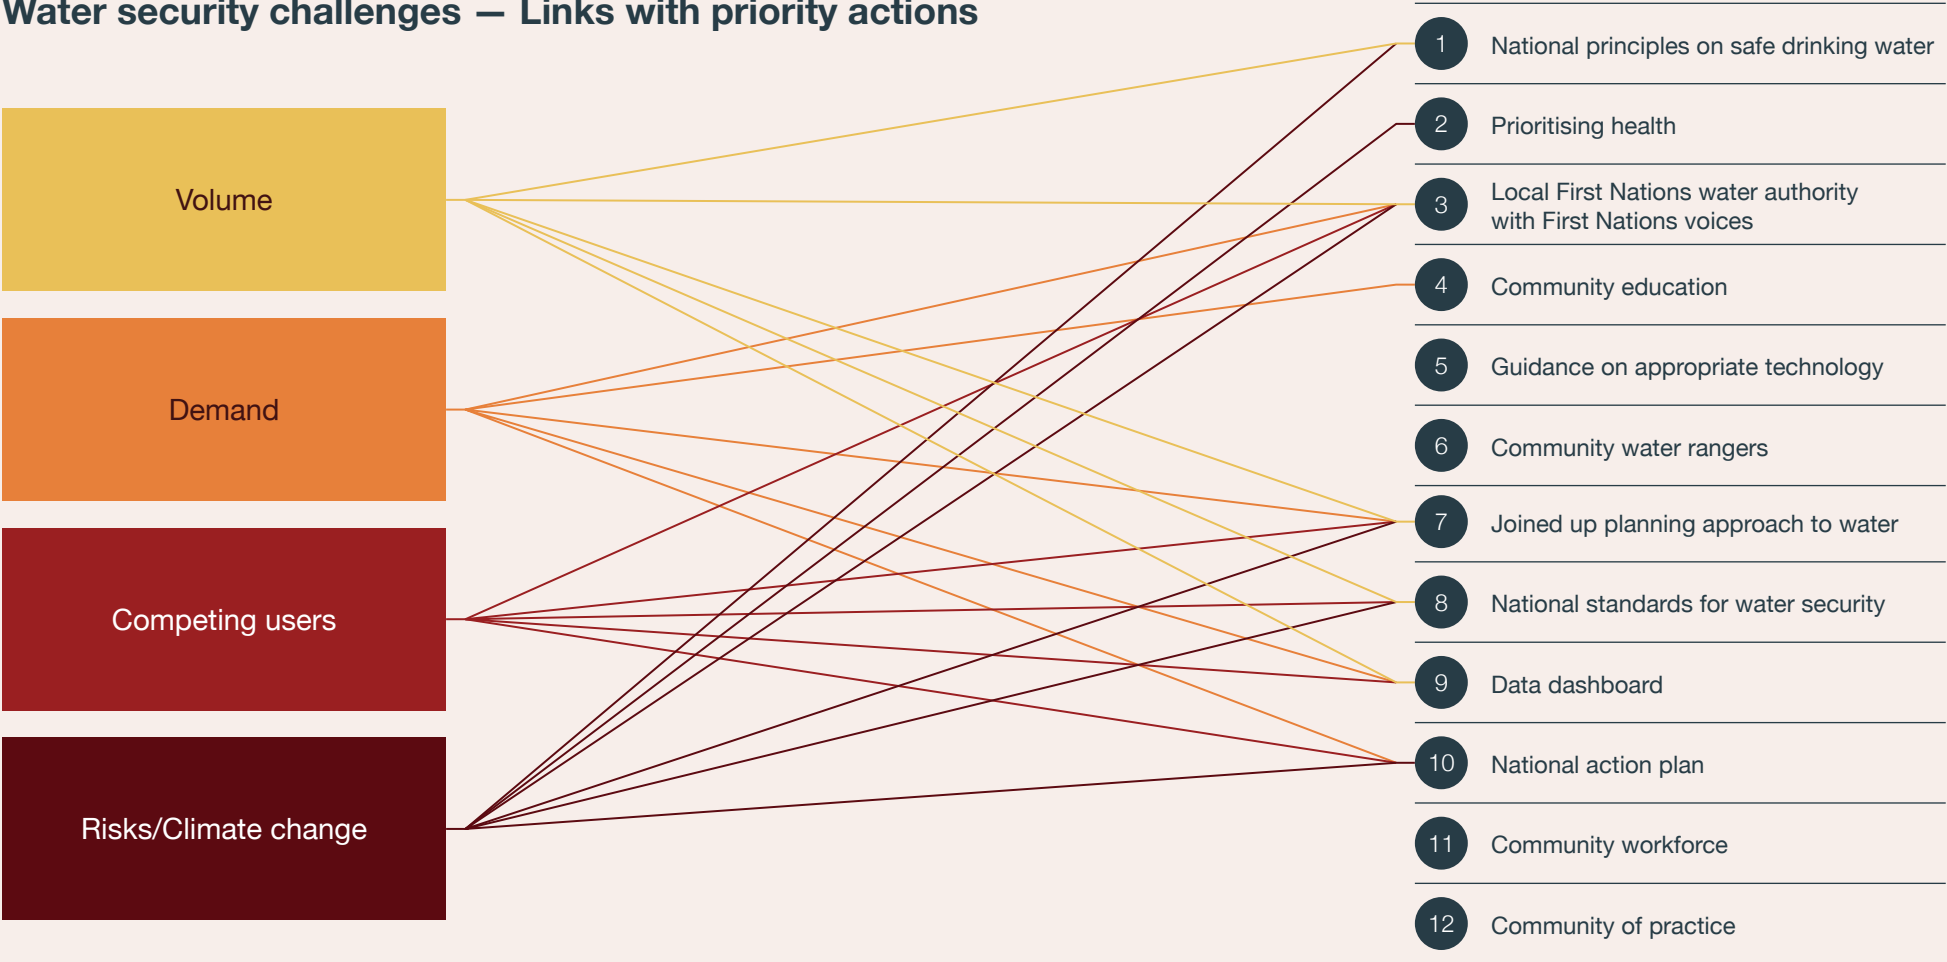 Water security challenges — Links with priority actions
Volume
Demand
Competing users
Risks/Climate change
1 National principles on safe drinking water
2 Prioritising health
3 Local First Nations water authority
with First Nations voices
4 Community education
5 Guidance on appropriate technology
6 Community water rangers
7 Joined up planning approach to water
8 National standards for water security
9 Data dashboard
10 National action plan
11 Community workforce
12 Community of practice